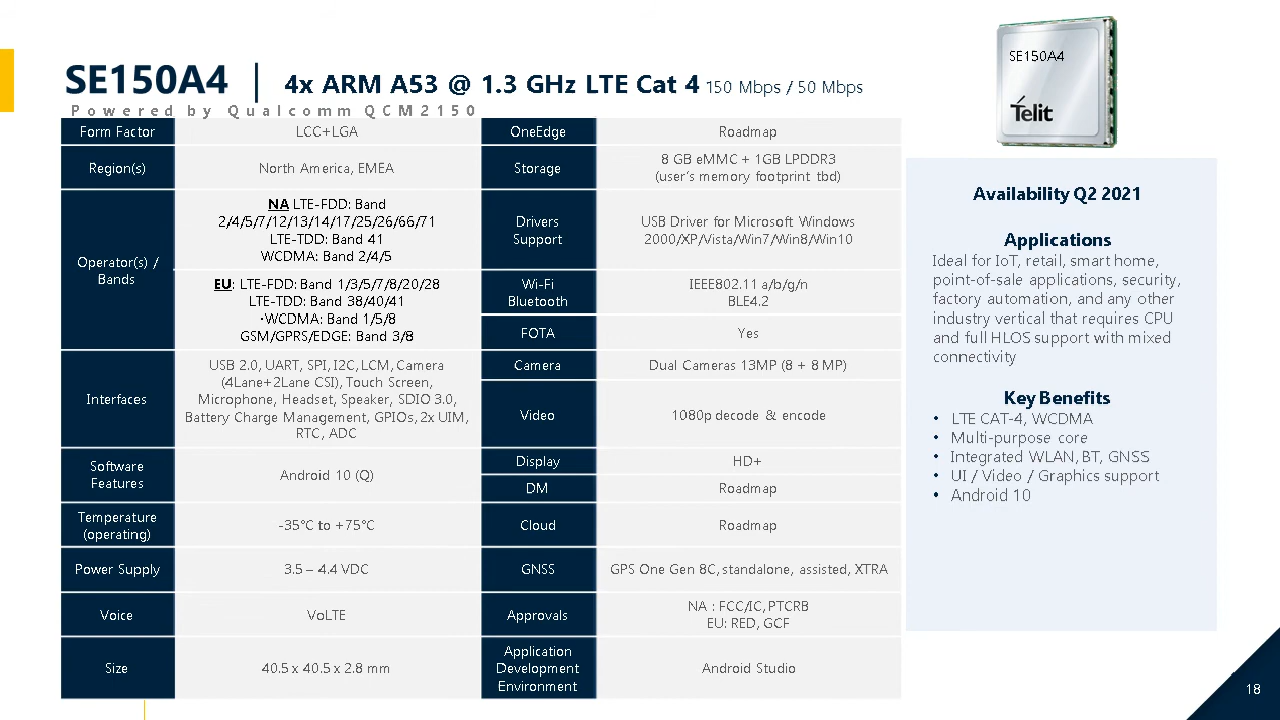 SE150A4 | 4x ARM A53 @ 1.3 GHz LTE Cat 4 150 Mbps / 50 Mbps
Powered by Qualcomm QCM2150
SE150A4
Telit
Form Factor
LCC+LGA
Region(s)
North America, EMEA
Operator(s) /
Bands
NA LTE-FDD: Band
2/4/5/7/12/13/14/17/25/26/66/71
LTE-TDD: Band 41
WCDMA: Band 2/4/5
EU: LTE-FDD: Band 1/3/5/7/8/20/28
LTE-TDD: Band 38/40/41
·WCDMA: Band 1/5/8
GSM/GPRS/EDGE: Band 3/8
Interfaces
USB 2.0, UART, SPI, I2C, LCM, Camera
(4Lane+2Lane CSI), Touch Screen,
Microphone, Headset, Speaker, SDIO 3.0,
Battery Charge Management, GPIOs, 2x UIM,
RTC, ADC
Software
Features
Android 10 (Q)
Temperature
(operating)
-35°C to +75°C
Power Supply
3.5 – 4.4 VDC
Voice
VoLTE
Size
40.5 x 40.5 x 2.8 mm
OneEdge
Roadmap
Storage
8 GB eMMC + 1GB LPDDR3
(user's memory footprint tbd)
Drivers
Support
USB Driver for Microsoft Windows
2000/XP/Vista/Win7/Win8/Win10
Wi-Fi
Bluetooth
IEEE802.11 a/b/g/n
BLE4.2
FOTA
Yes
Camera
Dual Cameras 13MP (8 + 8 MP)
Video
1080p decode & encode
Display
HD+
DM
Roadmap
Cloud
Roadmap
GNSS
GPS One Gen 8C, standalone, assisted, XTRA
Approvals
NA : FCC/IC, PTCRB
EU: RED, GCF
Application
Development
Environment
Android Studio
Availability Q2 2021
Applications
Ideal for IoT, retail, smart home,
point-of-sale applications, security,
factory automation, and any other
industry vertical that requires CPU
and full HLOS support with mixed
connectivity
Key Benefits
• LTE CAT-4, WCDMA
• Multi-purpose core
• Integrated WLAN, BT, GNSS
• UI / Video / Graphics support
• Android 10
18